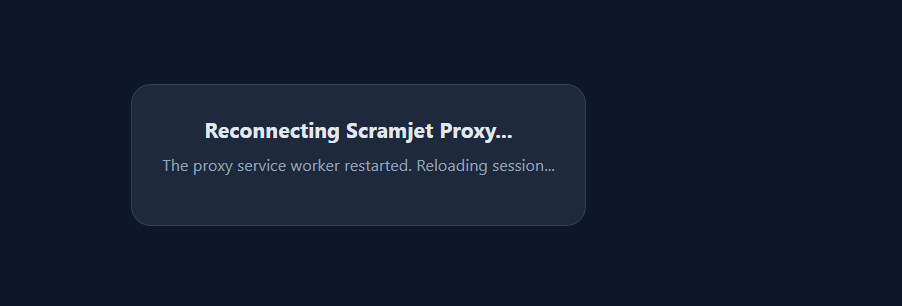 Reconnecting Scramjet Proxy...
The proxy service worker restarted. Reloading session...